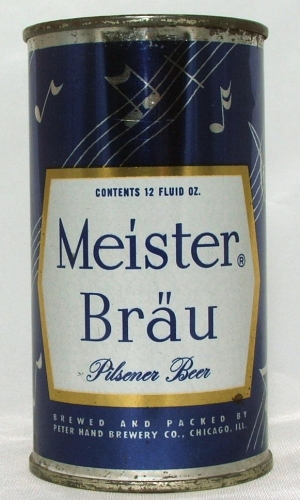 CONTENTS 12 FLUID OZ.
Meister®
Bräu
Pilsener Beer
BREWED AND PACKED BY
PETER HAND BREWERY CO., CHICAGO, ILL.